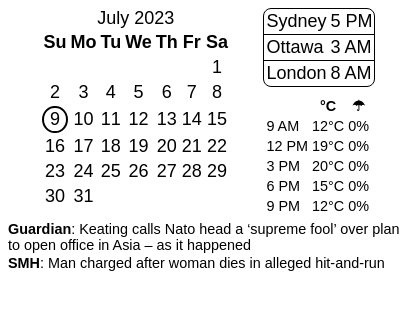 July 2023
Su Mo Tu We Th Fr Sa
1
2 3 4 5 6 7 8
9 10 11 12 13 14 15
16 17 18 19 20 21 22
23 24 25 26 27 28 29
30 31
Sydney 5 PM
Ottawa 3 AM
London 8 AM
°C ☂
9 AM 12°C 0%
12 PM 19°C 0%
3 PM 20°C 0%
6 PM 15°C 0%
9 PM 12°C 0%
Guardian: Keating calls Nato head a ‘supreme fool’ over plan
to open office in Asia – as it happened
SMH: Man charged after woman dies in alleged hit-and-run